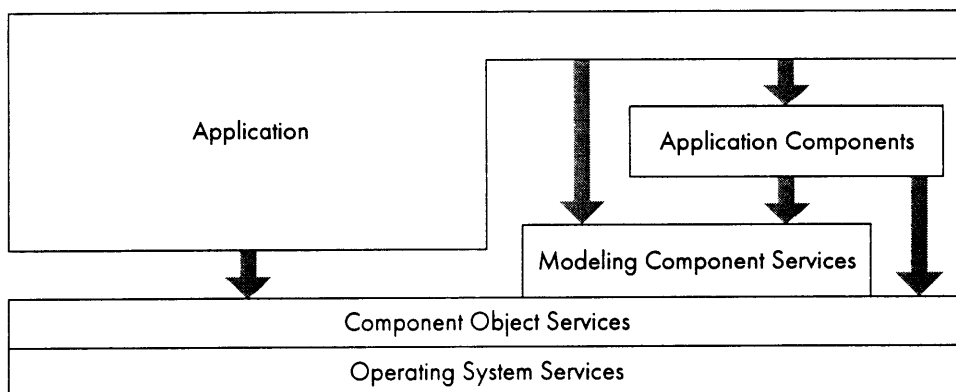 Application
Application Components
Modeling Component Services
Component Object Services
Operating System Services